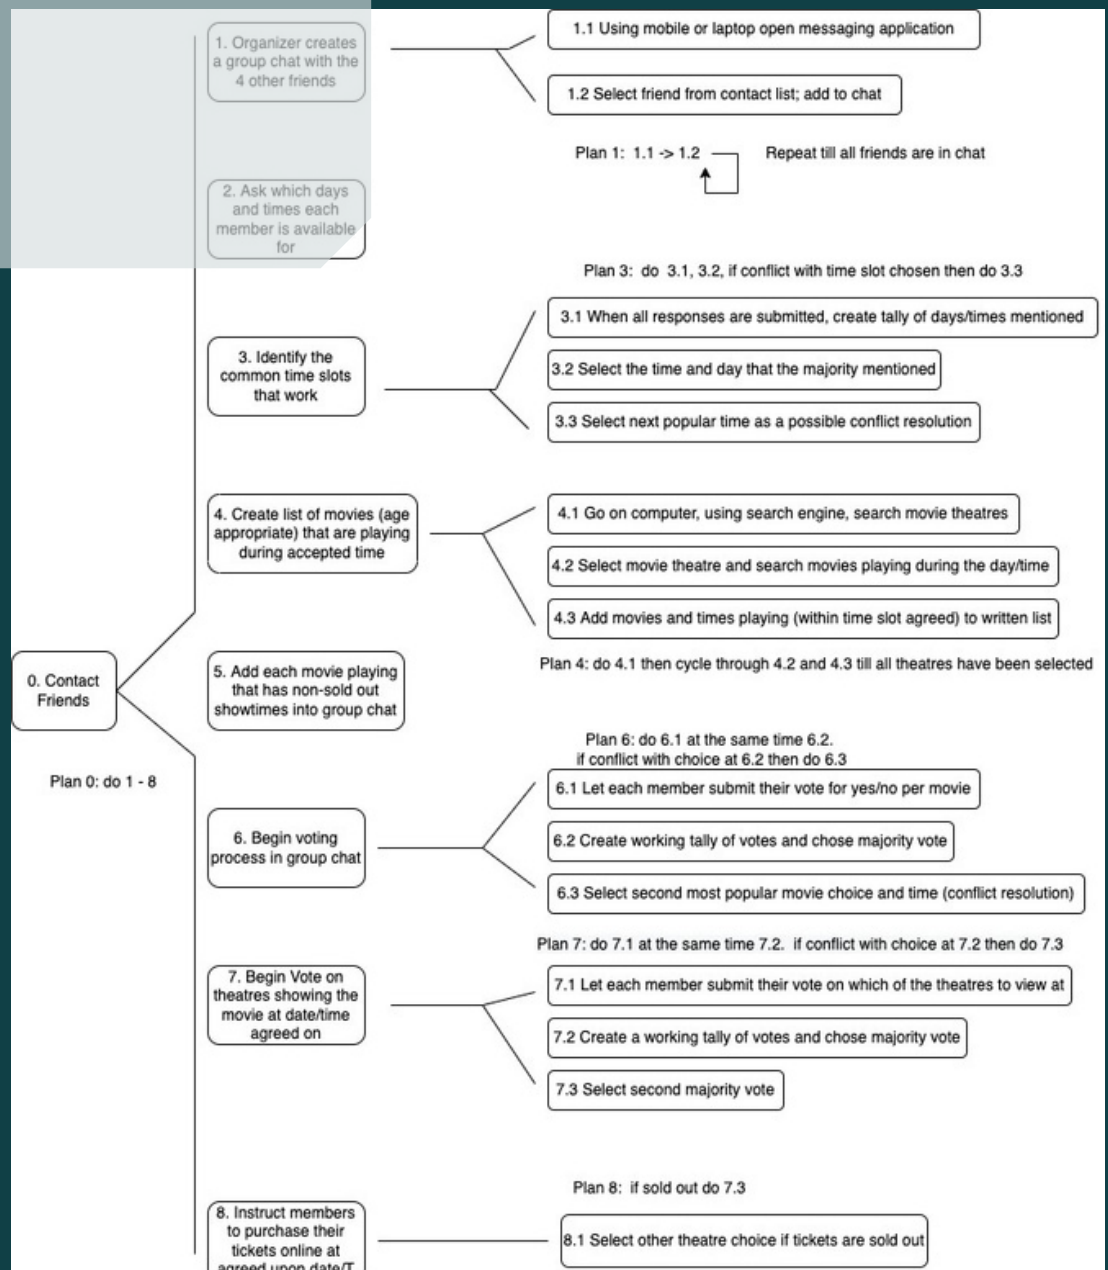 1. Organizer creates
a group chat with the
4 other friends
1.1 Using mobile or laptop open messaging application
1.2 Select friend from contact list; add to chat
Plan 1: 1.1 -> 1.2
Repeat till all friends are in chat
2. Ask which days
and times each
member is available
for
Plan 3: do 3.1, 3.2, if conflict with time slot chosen then do 3.3
3. Identify the
common time slots
that work
3.1 When all responses are submitted, create tally of days/times mentioned
3.2 Select the time and day that the majority mentioned
3.3 Select next popular time as a possible conflict resolution
4. Create list of movies (age
appropriate) that are playing
during accepted time
4.1 Go on computer, using search engine, search movie theatres
4.2 Select movie theatre and search movies playing during the day/time
4.3 Add movies and times playing (within time slot agreed) to written list
Plan 4: do 4.1 then cycle through 4.2 and 4.3 till all theatres have been selected
0. Contact
Friends
Plan 0: do 1 - 8
5. Add each movie playing
that has non-sold out
showtimes into group chat
Plan 6: do 6.1 at the same time 6.2.
if conflict with choice at 6.2 then do 6.3
6. Begin voting
process in group chat
6.1 Let each member submit their vote for yes/no per movie
6.2 Create working tally of votes and chose majority vote
6.3 Select second most popular movie choice and time (conflict resolution)
Plan 7: do 7.1 at the same time 7.2. if conflict with choice at 7.2 then do 7.3
7. Begin Vote on
theatres showing the
movie at date/time
agreed on
7.1 Let each member submit their vote on which of the theatres to view at
7.2 Create a working tally of votes and chose majority vote
7.3 Select second majority vote
Plan 8: if sold out do 7.3
8. Instruct members
to purchase their
tickets online at
agreed upon date/T
8.1 Select other theatre choice if tickets are sold out